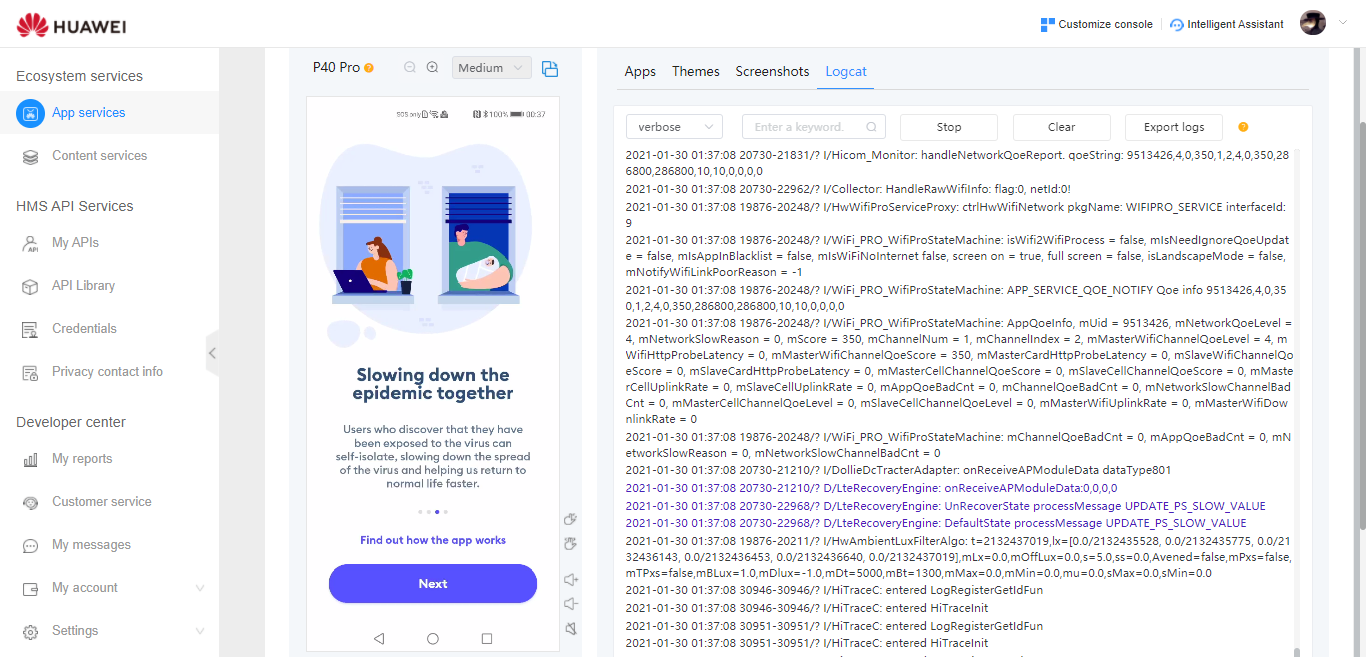 HUAWEI
Customize console
Intelligent Assistant
Ecosystem services
App services
Content services
HMS API Services
My APIs
API Library
Credentials
Privacy contact info
Developer center
My reports
Customer service
My messages
My account
Settings
P40 Pro
Medium
SOS only
100%
00:37
Slowing down the
epidemic together
Users who discover that they have
been exposed to the virus can
self-isolate, slowing down the spread
of the virus and helping us return to
normal life faster.
Find out how the app works
Next
Apps Themes Screenshots Logcat
verbose
Enter a keyword.
Stop
Clear
Export logs
2021-01-30 01:37:08 20730-21831/? I/Hicom_Monitor: handleNetworkQoeReport. qoeString: 9513426,4,0,350,1,2,4,0,350,28
6800,286800,10,10,0,0,0,0
2021-01-30 01:37:08 20730-22962/? I/Collector: HandleRawWifiInfo: flag:0, netId:0!
2021-01-30 01:37:08 19876-20248/? I/HwWifiProServiceProxy: ctrlHwWifiNetwork pkgName: WIFIPRO_SERVICE interfaceId:
9
2021-01-30 01:37:08 19876-20248/? I/WiFi_PRO_WifiProStateMachine: isWifi2WifiProcess = false, mIsNeedIgnoreQoeUpdat
e = false, mIsAppInBlacklist = false, mIsWiFiNoInternet false, screen on = true, full screen = false, isLandscapeMode = false,
mNotifyWifiLinkPoorReason = -1
2021-01-30 01:37:08 19876-20248/? I/WiFi_PRO_WifiProStateMachine: APP_SERVICE_QOE_NOTIFY Qoe info 9513426,4,0,35
0,1,2,4,0,350,286800,286800,10,10,0,0,0,0
2021-01-30 01:37:08 19876-20248/? I/WiFi_PRO_WifiProStateMachine: AppQoeInfo, mUid = 9513426, mNetworkQoeLevel =
4, mNetworkSlowReason = 0, mScore = 350, mChannelNum = 1, mChannelIndex = 2, mMasterWifiChannelQoeLevel = 4, m
WifiHttpProbeLatency = 0, mMasterWifiChannelQoeScore = 350, mMasterCardHttpProbeLatency = 0, mSlaveWifiChannelQ
oeScore = 0, mSlaveCardHttpProbeLatency = 0, mMasterCellChannelQoeScore = 0, mSlaveCellChannelQoeScore = 0, mMaste
rCellUplinkRate = 0, mSlaveCellUplinkRate = 0, mAppQoeBadCnt = 0, mChannelQoeBadCnt = 0, mNetworkSlowChannelBad
Cnt = 0, mMasterCellChannelQoeLevel = 0, mSlaveCellChannelQoeLevel = 0, mMasterWifiUplinkRate = 0, mMasterWifiDow
nlinkRate = 0
2021-01-30 01:37:08 19876-20248/? I/WiFi_PRO_WifiProStateMachine: mChannelQoeBadCnt = 0, mAppQoeBadCnt = 0, mN
etworkSlowReason = 0, mNetworkSlowChannelBadCnt = 0
2021-01-30 01:37:08 20730-21210/? I/DollieDcTracterAdapter: onReceiveAPModuleData dataType801
2021-01-30 01:37:08 20730-21210/? D/LteRecoveryEngine: onReceiveAPModuleData:0,0,0,0
2021-01-30 01:37:08 20730-22968/? D/LteRecoveryEngine: UnRecoverState processMessage UPDATE_PS_SLOW_VALUE
2021-01-30 01:37:08 20730-22968/? D/LteRecoveryEngine: DefaultState processMessage UPDATE_PS_SLOW_VALUE
2021-01-30 01:37:08 19876-20211/? I/HwAmbientLuxFilterAlgo: t=2132437019,lx=[0.0/2132435528, 0.0/2132435775, 0.0/213
2436143, 0.0/2132436453, 0.0/2132436640, 0.0/2132437019],mLx=0.0,mOffLux=0.0,s=5.0,ss=0.0,Avened=false,mPxs=false,
mTPxs=false,mBLux=1.0,mDlux=-1.0,mDt=5000,mBt=1300,mMax=0.0,mMin=0.0,mu=0.0,sMax=0.0,sMin=0.0
2021-01-30 01:37:08 30946-30946/? I/HiTraceC: entered LogRegisterGetIdFun
2021-01-30 01:37:08 30946-30946/? I/HiTraceC: entered HiTraceInit
2021-01-30 01:37:08 30951-30951/? I/HiTraceC: entered LogRegisterGetIdFun
2021-01-30 01:37:08 30951-30951/? I/HiTraceC: entered HiTraceInit